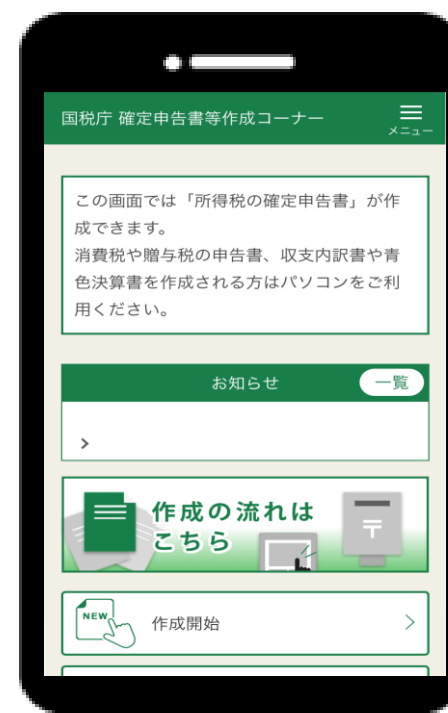 国税庁 確定申告書等作成コーナー
メニュー
この画面では「所得税の確定申告書」が作
成できます。
消費税や贈与税の申告書、収支内訳書や青
色決算書を作成される方はパソコンをご利
用ください。
お知らせ
一覧
作成の流れは
こちら
〒
NEW
作成開始